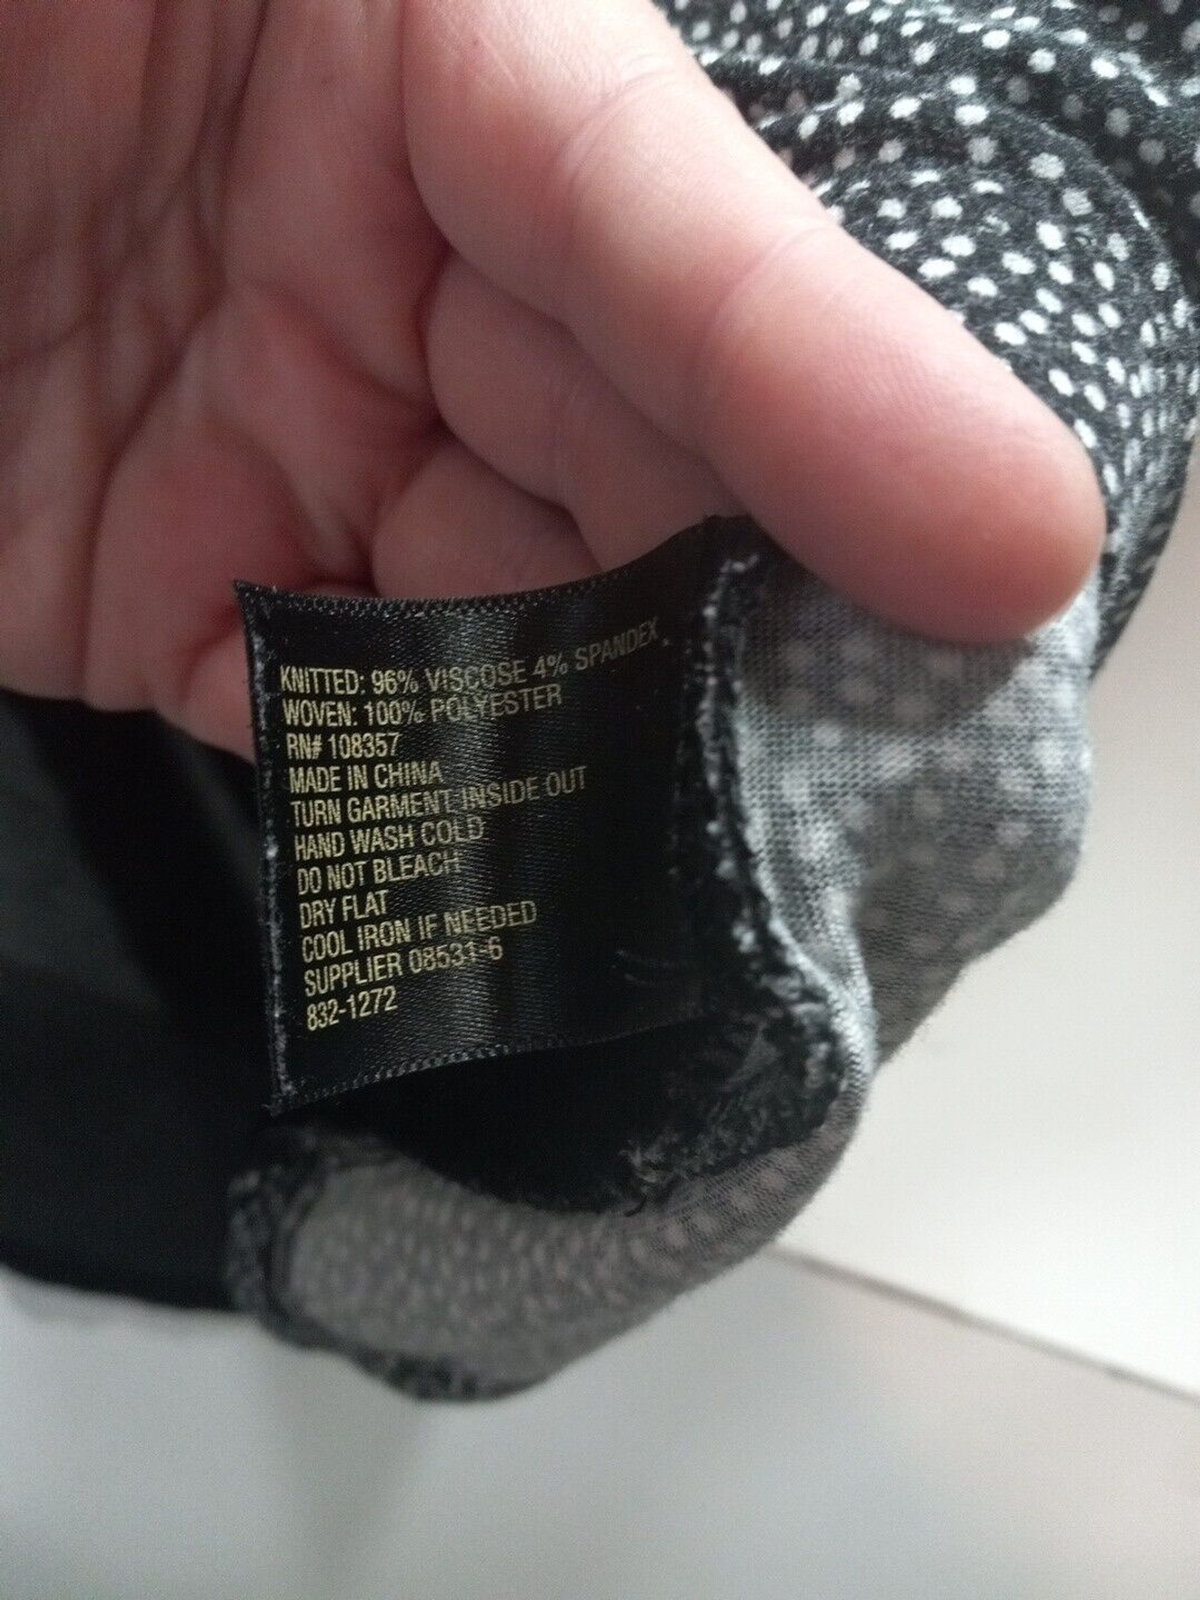 KNITTED: 96% VISCOSE 4% SPANDEX
WOVEN: 100% POLYESTER
RN# 108357
MADE IN CHINA
TURN GARMENT INSIDE OUT
HAND WASH COLD
DO NOT BLEACH
DRY FLAT
COOL IRON IF NEEDED
SUPPLIER 08531-6
832-1272